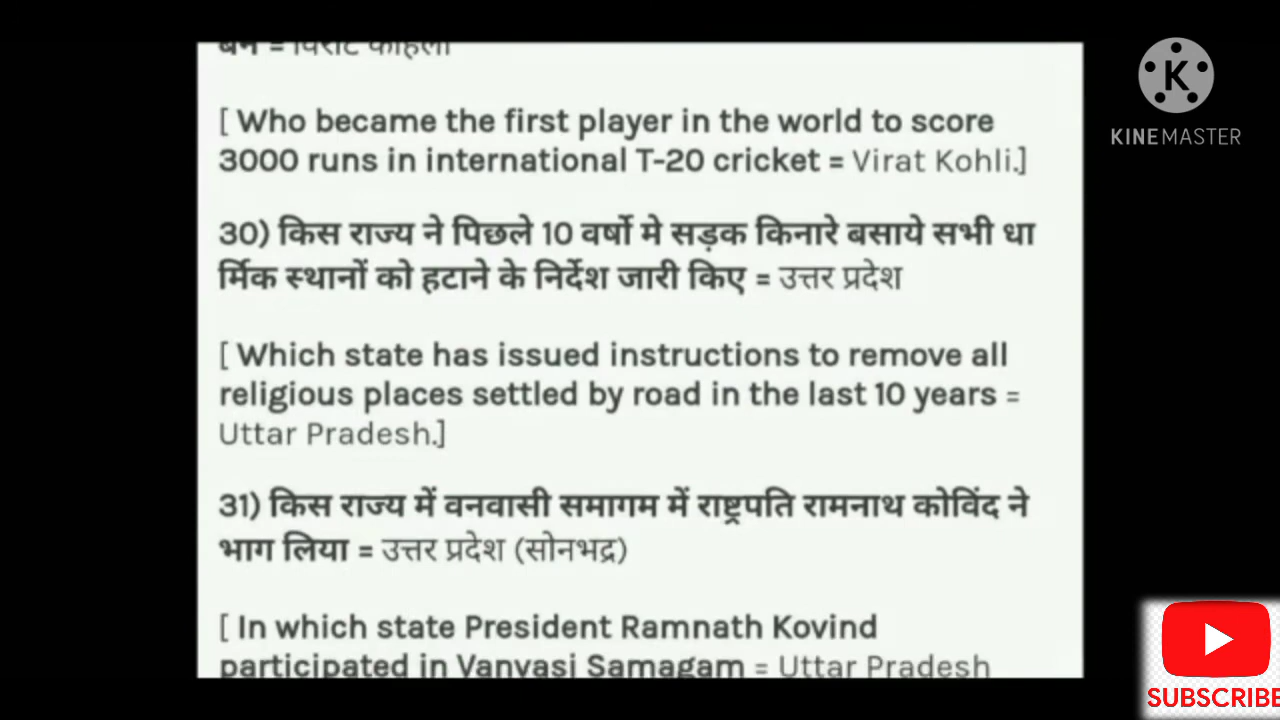 बने = विराट कोहली
[ Who became the first player in the world to score
3000 runs in international T-20 cricket = Virat Kohli.]
30) किस राज्य ने पिछले 10 वर्षो मे सड़क किनारे बसाये सभी धा
र्मिक स्थानों को हटाने के निर्देश जारी किए = उत्तर प्रदेश
[ Which state has issued instructions to remove all
religious places settled by road in the last 10 years =
Uttar Pradesh.]
31) किस राज्य में वनवासी समागम में राष्ट्रपति रामनाथ कोविंद ने
भाग लिया = उत्तर प्रदेश (सोनभद्र)
[ In which state President Ramnath Kovind
participated in Vanvasi Samagam = Uttar Pradesh
K
KINEMASTER
SUBSCRIBE